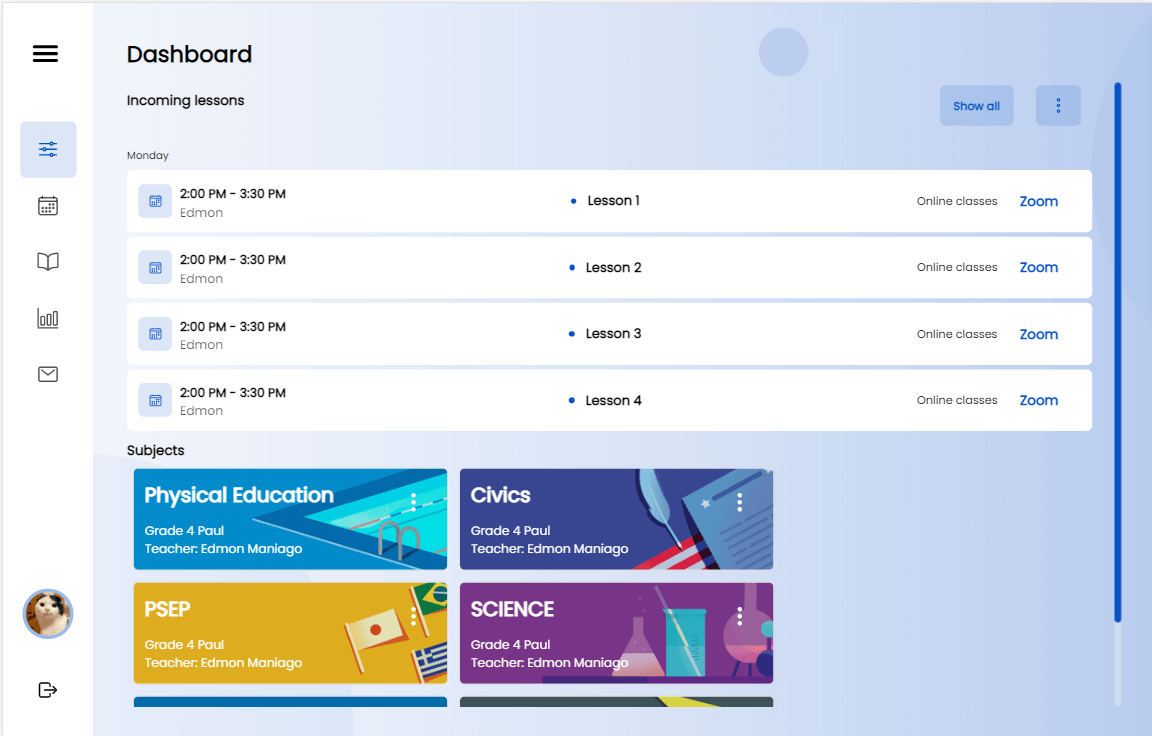 Dashboard
Incoming lessons
Show all
Monday
2:00 PM - 3:30 PM
Edmon
Lesson 1
Online classes
Zoom
2:00 PM - 3:30 PM
Edmon
Lesson 2
Online classes
Zoom
2:00 PM - 3:30 PM
Edmon
Lesson 3
Online classes
Zoom
2:00 PM - 3:30 PM
Edmon
Lesson 4
Online classes
Zoom
Subjects
Physical Education
Grade 4 Paul
Teacher: Edmon Maniago
Civics
Grade 4 Paul
Teacher: Edmon Maniago
PSEP
Grade 4 Paul
Teacher: Edmon Maniago
SCIENCE
Grade 4 Paul
Teacher: Edmon Maniago